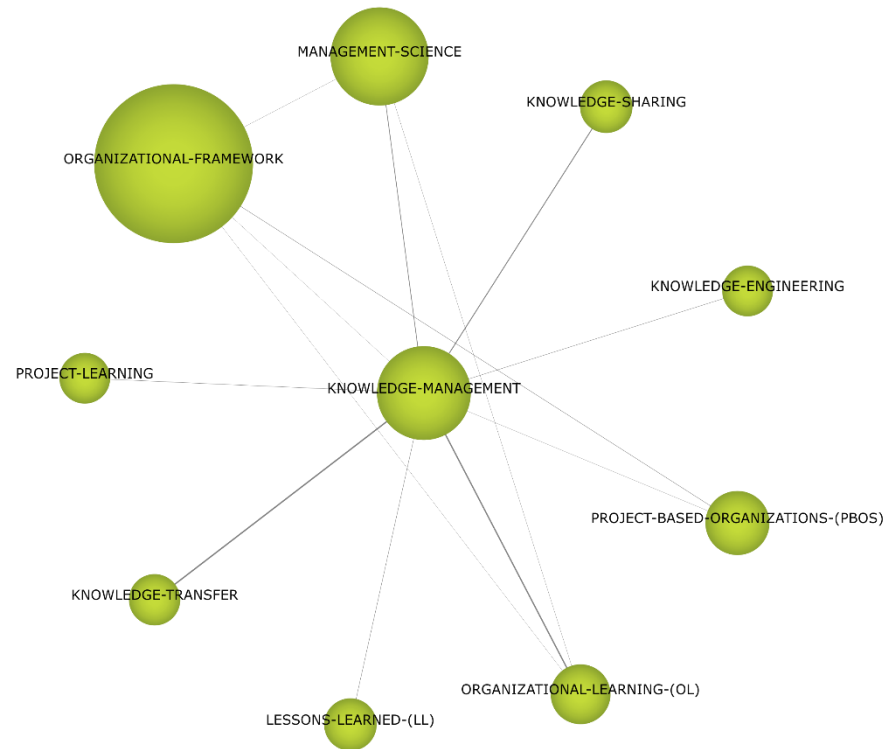 MANAGEMENT-SCIENCE
KNOWLEDGE-SHARING
ORGANIZATIONAL-FRAMEWORK
KNOWLEDGE-ENGINEERING
PROJECT-LEARNING
KNOWLEDGE-MANAGEMENT
PROJECT-BASED-ORGANIZATIONS-(PBOS)
KNOWLEDGE-TRANSFER
ORGANIZATIONAL-LEARNING-(OL)
LESSONS-LEARNED-(LL)